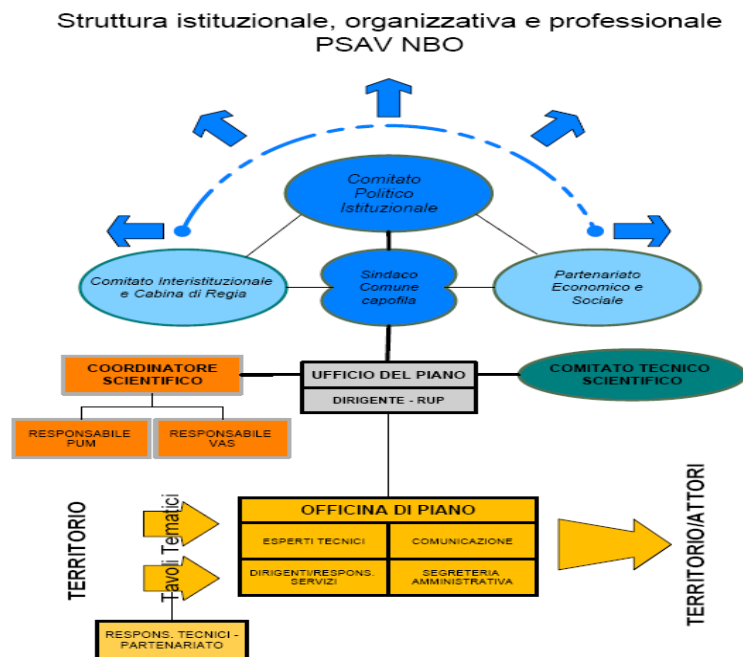 Struttura istituzionale, organizzativa e professionale
PSAV NBO
Comitato
Politico
Istituzionale
Comitato Interistituzionale
e Cabina di Regia
Sindaco
Comune
capofila
Partenariato
Economico e
Sociale
COORDINATORE
SCIENTIFICO
UFFICIO DEL PIANO
DIRIGENTE - RUP
COMITATO TECNICO
SCIENTIFICO
RESPONSABILE
PUM
RESPONSABILE
VAS
TERRITORIO
Tavoli Tematici
OFFICINA DI PIANO
ESPERTI TECNICI
COMUNICAZIONE
DIRIGENTI/RESPONS.
SERVIZI
SEGRETERIA
AMMINISTRATIVA
TERRITORIO/ATTORI
RESPONS. TECNICI -
PARTENARIATO